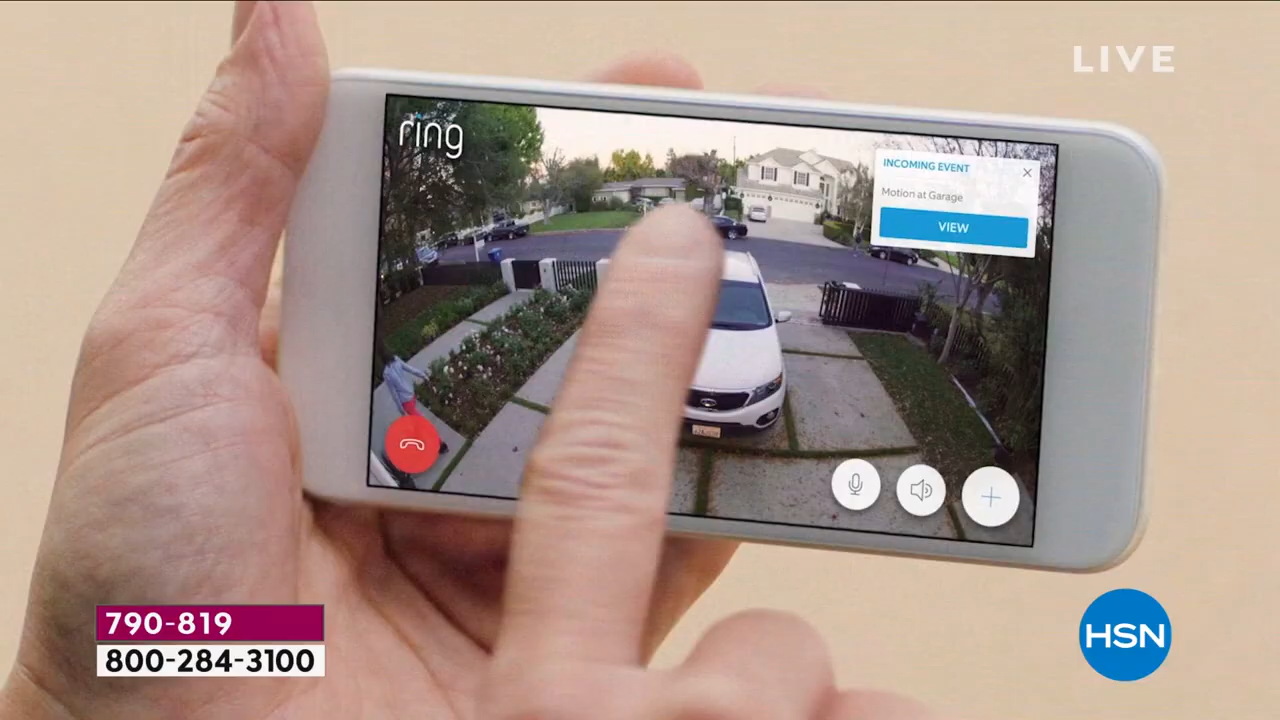 LIVE
ring
INCOMING EVENT
Motion at Garage
VIEW
790-819
800-284-3100
HSN